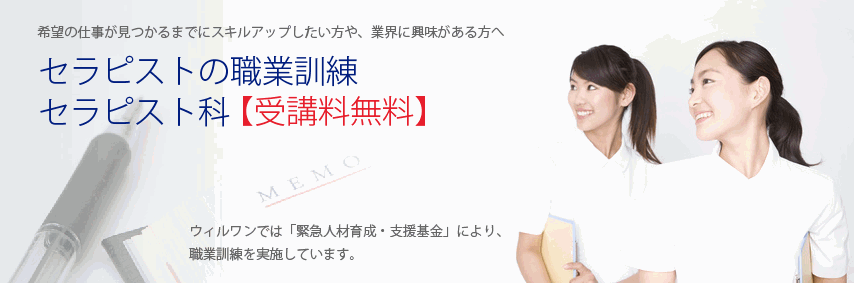 希望の仕事が見つかるまでにスキルアップしたい方や、業界に興味がある方へ
セラピストの職業訓練
セラピスト科【受講料無料】
MEMO
ウィルワンでは「緊急人材育成・支援基金」により、
職業訓練を実施しています。